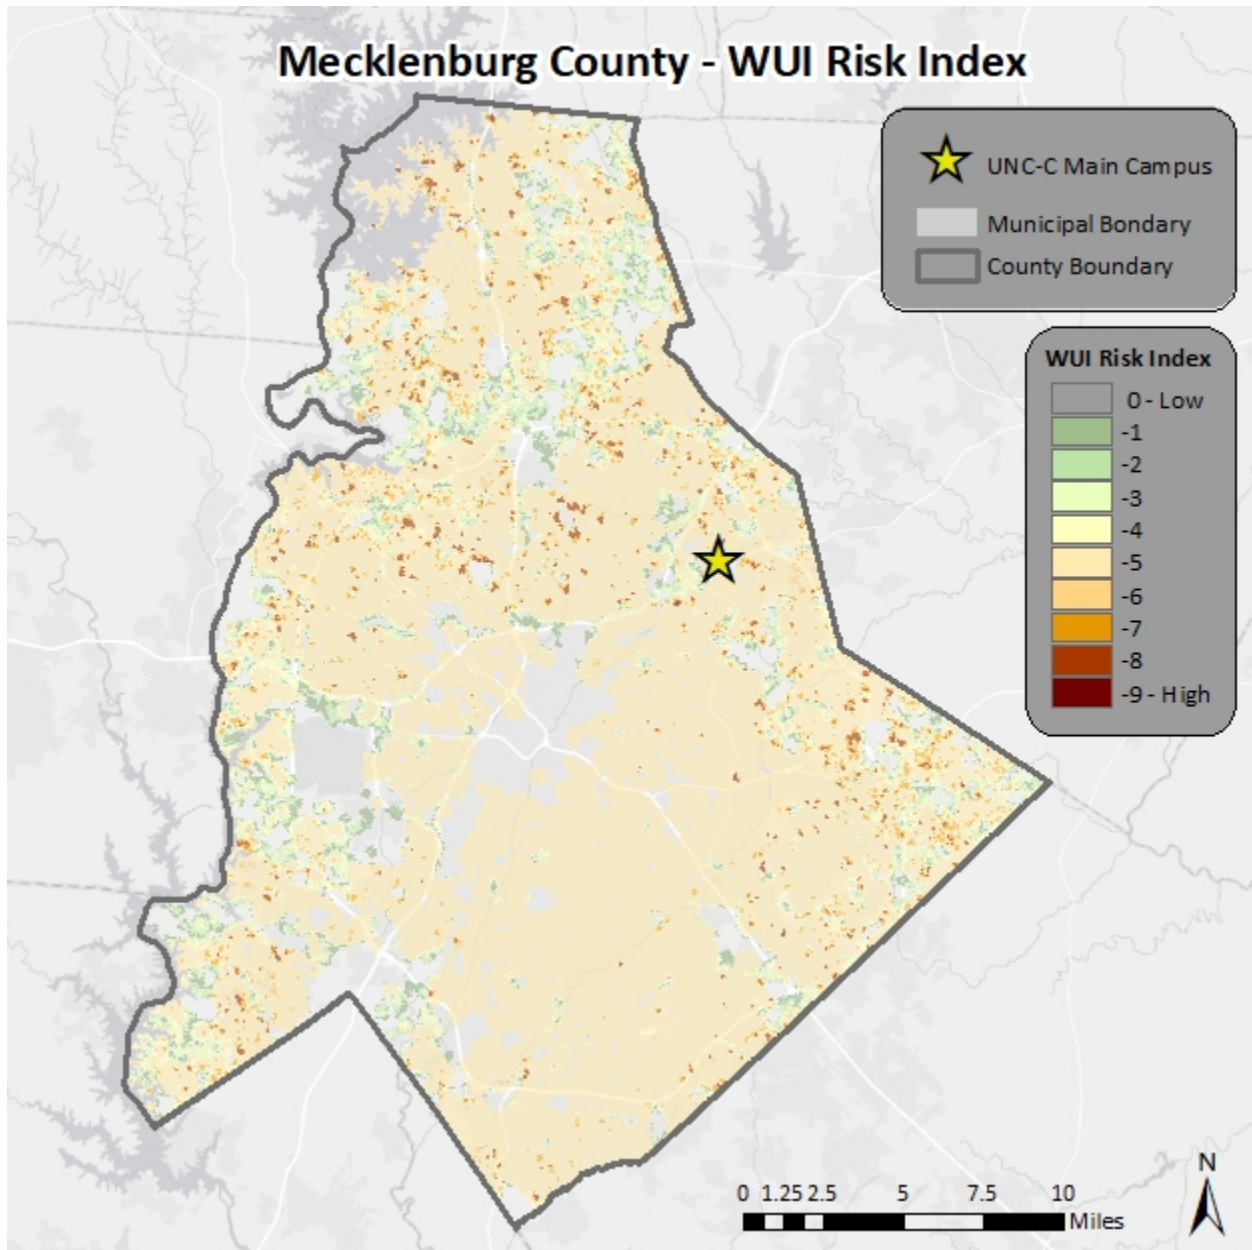 Mecklenburg County - WUI Risk Index
UNC-C Main Campus
Municipal Bondary
County Boundary
WUI Risk Index
0 - Low
-1
-2
-3
-4
-5
-6
-7
-8
-9 - High
N
0 1.25 2.5 5 7.5 10
Miles